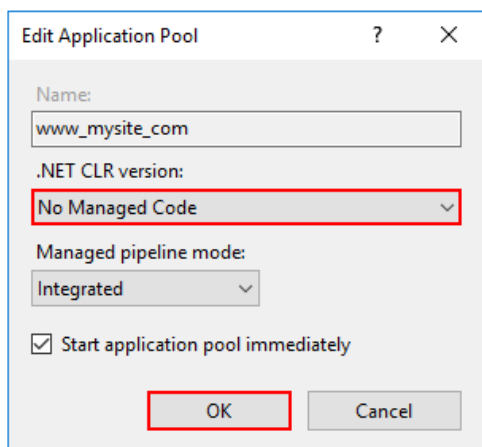 Edit Application Pool ?
Name:
www_mysite_com
.NET CLR version:
No Managed Code
Managed pipeline mode:
Integrated
Start application pool immediately
OK Cancel